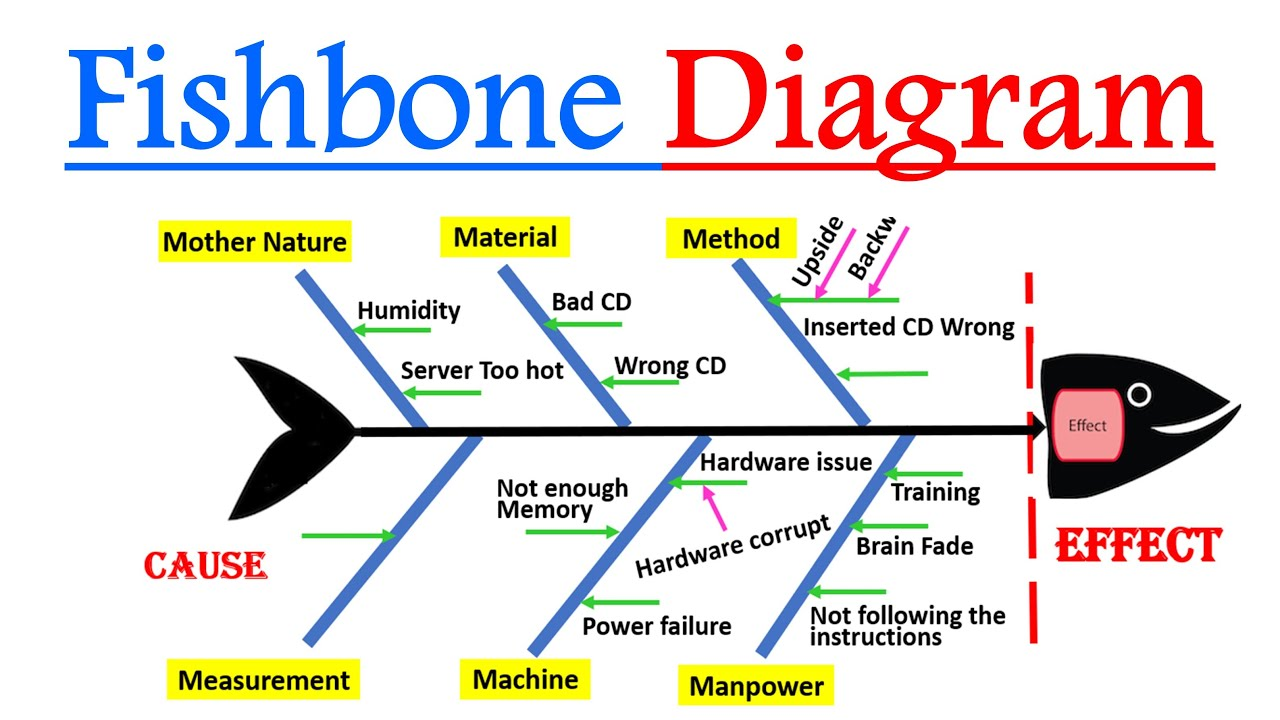 Fishbone Diagram
Mother Nature
Material
Method
Upside
Backw
Humidity
Bad CD
Inserted CD Wrong
Server Too hot
Wrong CD
Effect
Hardware issue
Not enough
Memory
Training
Hardware corrupt
Brain Fade
CAUSE
EFFECT
Power failure
Not following the
instructions
Measurement
Machine
Manpower